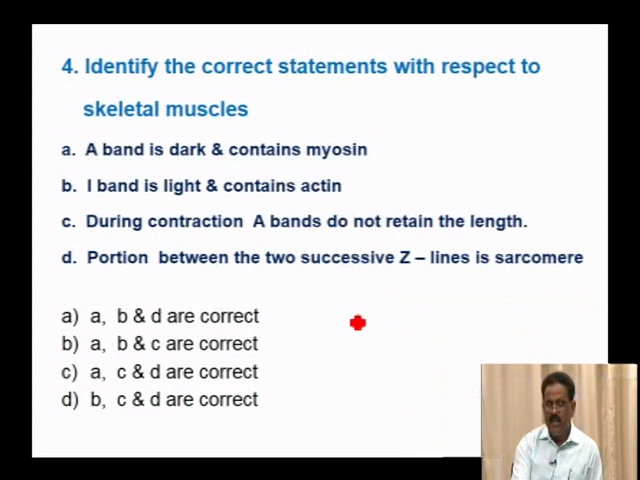 4. Identify the correct statements with respect to
skeletal muscles
a. A band is dark & contains myosin
b. I band is light & contains actin
c. During contraction A bands do not retain the length.
d. Portion between the two successive Z – lines is sarcomere
a) a, b & d are correct
b) a, b & c are correct
c) a, c & d are correct
d) b, c & d are correct